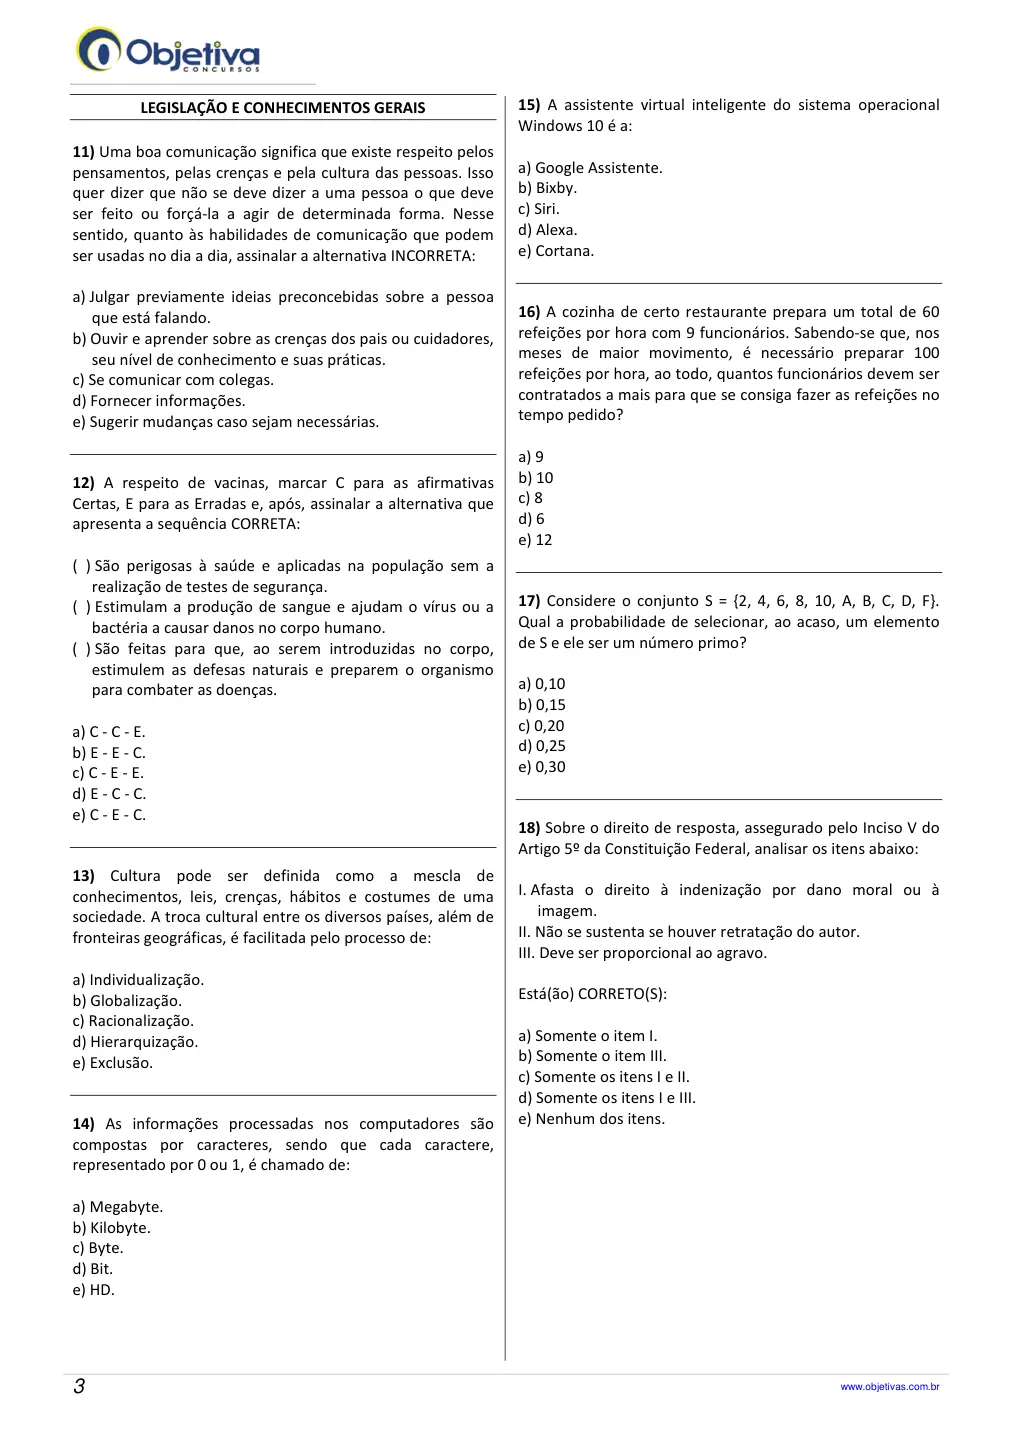 Objetiva
CONCURSOS
LEGISLAÇÃO E CONHECIMENTOS GERAIS
11) Uma boa comunicação significa que existe respeito pelos
pensamentos, pelas crenças e pela cultura das pessoas. Isso
quer dizer que não se deve dizer a uma pessoa o que deve
ser feito ou forçá-la a agir de determinada forma. Nesse
sentido, quanto às habilidades de comunicação que podem
ser usadas no dia a dia, assinalar a alternativa INCORRETA:
a) Julgar previamente ideias preconcebidas sobre a pessoa
que está falando.
b) Ouvir e aprender sobre as crenças dos pais ou cuidadores,
seu nível de conhecimento e suas práticas.
c) Se comunicar com colegas.
d) Fornecer informações.
e) Sugerir mudanças caso sejam necessárias.
12) A respeito de vacinas, marcar C para as afirmativas
Certas, E para as Erradas e, após, assinalar a alternativa que
apresenta a sequência CORRETA:
( ) São perigosas à saúde e aplicadas na população sem a
realização de testes de segurança.
( ) Estimulam a produção de sangue e ajudam o vírus ou a
bactéria a causar danos no corpo humano.
( ) São feitas para que, ao serem introduzidas no corpo,
estimulem as defesas naturais e preparem o organismo
para combater as doenças.
a) C - C - E.
b) E - E - C.
c) C - E - E.
d) E - C - C.
e) C - E - C.
13) Cultura pode ser definida como a mescla de
conhecimentos, leis, crenças, hábitos e costumes de uma
sociedade. A troca cultural entre os diversos países, além de
fronteiras geográficas, é facilitada pelo processo de:
a) Individualização.
b) Globalização.
c) Racionalização.
d) Hierarquização.
e) Exclusão.
14) As informações processadas nos computadores são
compostas por caracteres, sendo que cada caractere,
representado por 0 ou 1, é chamado de:
a) Megabyte.
b) Kilobyte.
c) Byte.
d) Bit.
e) HD.
15) A assistente virtual inteligente do sistema operacional
Windows 10 é a:
a) Google Assistente.
b) Bixby.
c) Siri.
d) Alexa.
e) Cortana.
16) A cozinha de certo restaurante prepara um total de 60
refeições por hora com 9 funcionários. Sabendo-se que, nos
meses de maior movimento, é necessário preparar 100
refeições por hora, ao todo, quantos funcionários devem ser
contratados a mais para que se consiga fazer as refeições no
tempo pedido?
a) 9
b) 10
c) 8
d) 6
e) 12
17) Considere o conjunto S = {2, 4, 6, 8, 10, A, B, C, D, F}.
Qual a probabilidade de selecionar, ao acaso, um elemento
de S e ele ser um número primo?
a) 0,10
b) 0,15
c) 0,20
d) 0,25
e) 0,30
18) Sobre o direito de resposta, assegurado pelo Inciso V do
Artigo 5º da Constituição Federal, analisar os itens abaixo:
I. Afasta o direito à indenização por dano moral ou à
imagem.
II. Não se sustenta se houver retratação do autor.
III. Deve ser proporcional ao agravo.
Está(ão) CORRETO(S):
a) Somente o item I.
b) Somente o item III.
c) Somente os itens I e II.
d) Somente os itens I e III.
e) Nenhum dos itens.
3
www.objetivas.com.br